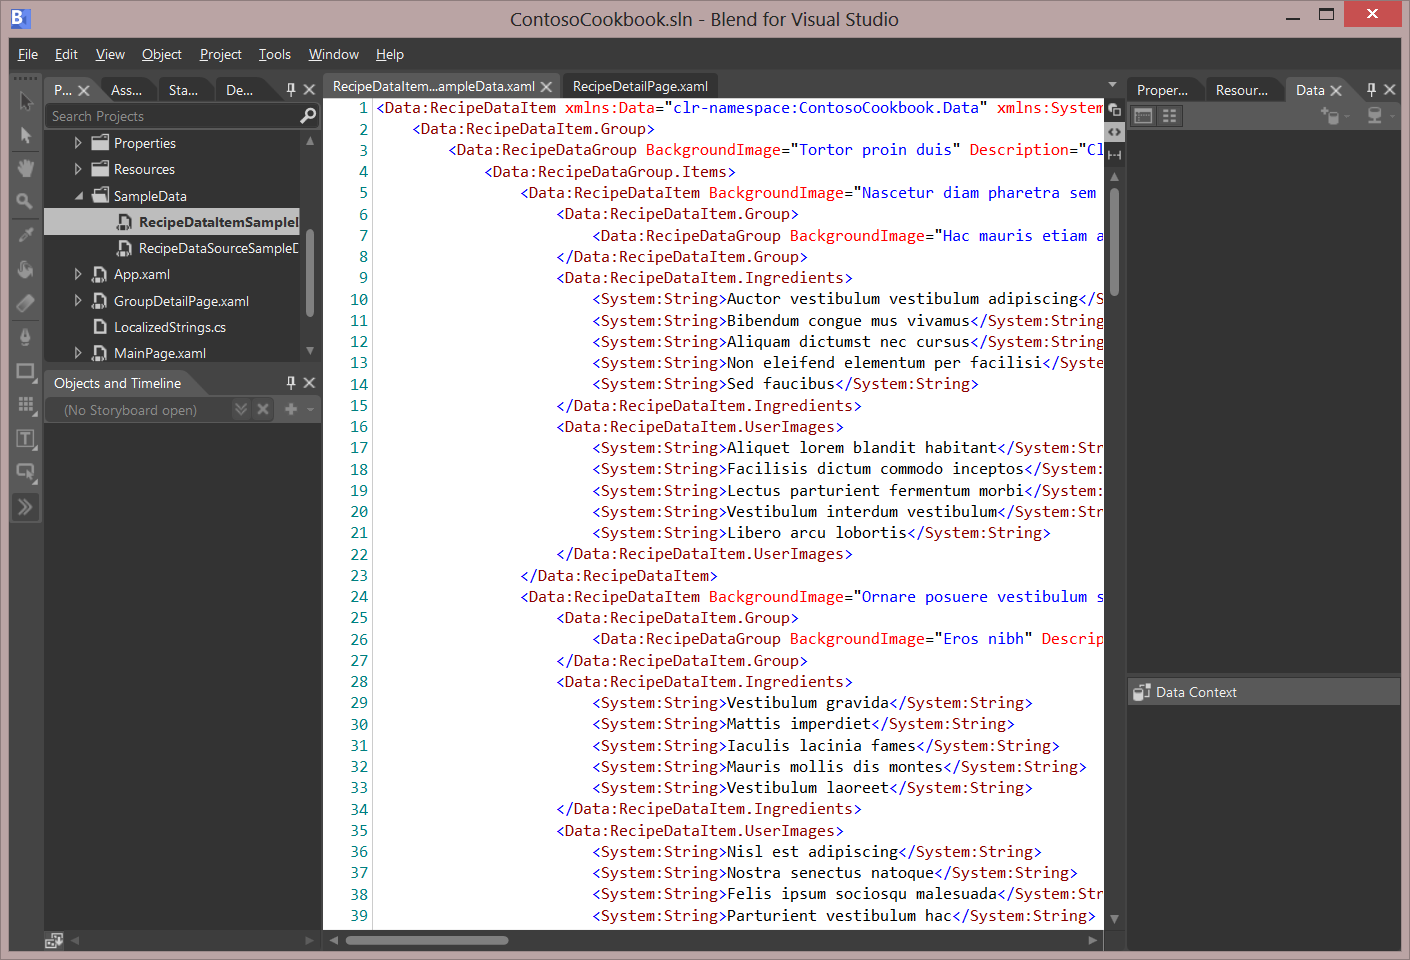 ContosoCookbook.sln - Blend for Visual Studio
File Edit View Object Project Tools Window Help
P... Ass... Sta... De...
Search Projects
Properties
Resources
SampleData
RecipeDataItemSampleI
RecipeDataSourceSampleD
App.xaml
GroupDetailPage.xaml
LocalizedStrings.cs
MainPage.xaml
Objects and Timeline
(No Storyboard open)
RecipeDataItem...ampleData.xaml RecipeDetailPage.xaml
1 <Data:RecipeDataItem xmlns:Data="clr-namespace:ContosoCookbook.Data" xmlns:System
2 <Data:RecipeDataItem.Group>
3 <Data:RecipeDataGroup BackgroundImage="Tortor proin duis" Description="Cl
4 <Data:RecipeDataGroup.Items>
5 <Data:RecipeDataItem BackgroundImage="Nascetur diam pharetra sem
6 <Data:RecipeDataItem.Group>
7 <Data:RecipeDataGroup BackgroundImage="Hac mauris etiam a
8 </Data:RecipeDataItem.Group>
9 <Data:RecipeDataItem.Ingredients>
10 <System:String>Auctor vestibulum vestibulum adipiscing</S
11 <System:String>Bibendum congue mus vivamus</System:String
12 <System:String>Aliquam dictumst nec cursus</System:String
13 <System:String>Non eleifend elementum per facilisi</Syste
14 <System:String>Sed faucibus</System:String>
15 </Data:RecipeDataItem.Ingredients>
16 <Data:RecipeDataItem.UserImages>
17 <System:String>Aliquet lorem blandit habitant</System:Str
18 <System:String>Facilisis dictum commodo inceptos</System:
19 <System:String>Lectus parturient fermentum morbi</System:
20 <System:String>Vestibulum interdum vestibulum</System:Str
21 <System:String>Libero arcu lobortis</System:String>
22 </Data:RecipeDataItem.UserImages>
23 </Data:RecipeDataItem>
24 <Data:RecipeDataItem BackgroundImage="Ornare posuere vestibulum s
25 <Data:RecipeDataItem.Group>
26 <Data:RecipeDataGroup BackgroundImage="Eros nibh" Descrip
27 </Data:RecipeDataItem.Group>
28 <Data:RecipeDataItem.Ingredients>
29 <System:String>Vestibulum gravida</System:String>
30 <System:String>Mattis imperdiet</System:String>
31 <System:String>Iaculis lacinia fames</System:String>
32 <System:String>Mauris mollis dis montes</System:String>
33 <System:String>Vestibulum laoreet</System:String>
34 </Data:RecipeDataItem.Ingredients>
35 <Data:RecipeDataItem.UserImages>
36 <System:String>Nisl est adipiscing</System:String>
37 <System:String>Nostra senectus natoque</System:String>
38 <System:String>Felis ipsum sociosqu malesuada</System:Str
39 <System:String>Parturient vestibulum hac</System:String>
Proper... Resour... Data
Data Context